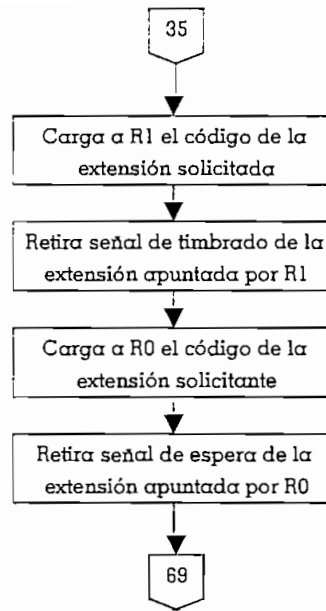 35
Carga a R1 el código de la
extensión solicitada
Retira señal de timbrado de la
extensión apuntada por R1
Carga a R0 el código de la
extensión solicitante
Retira señal de espera de la
extensión apuntada por R0
69